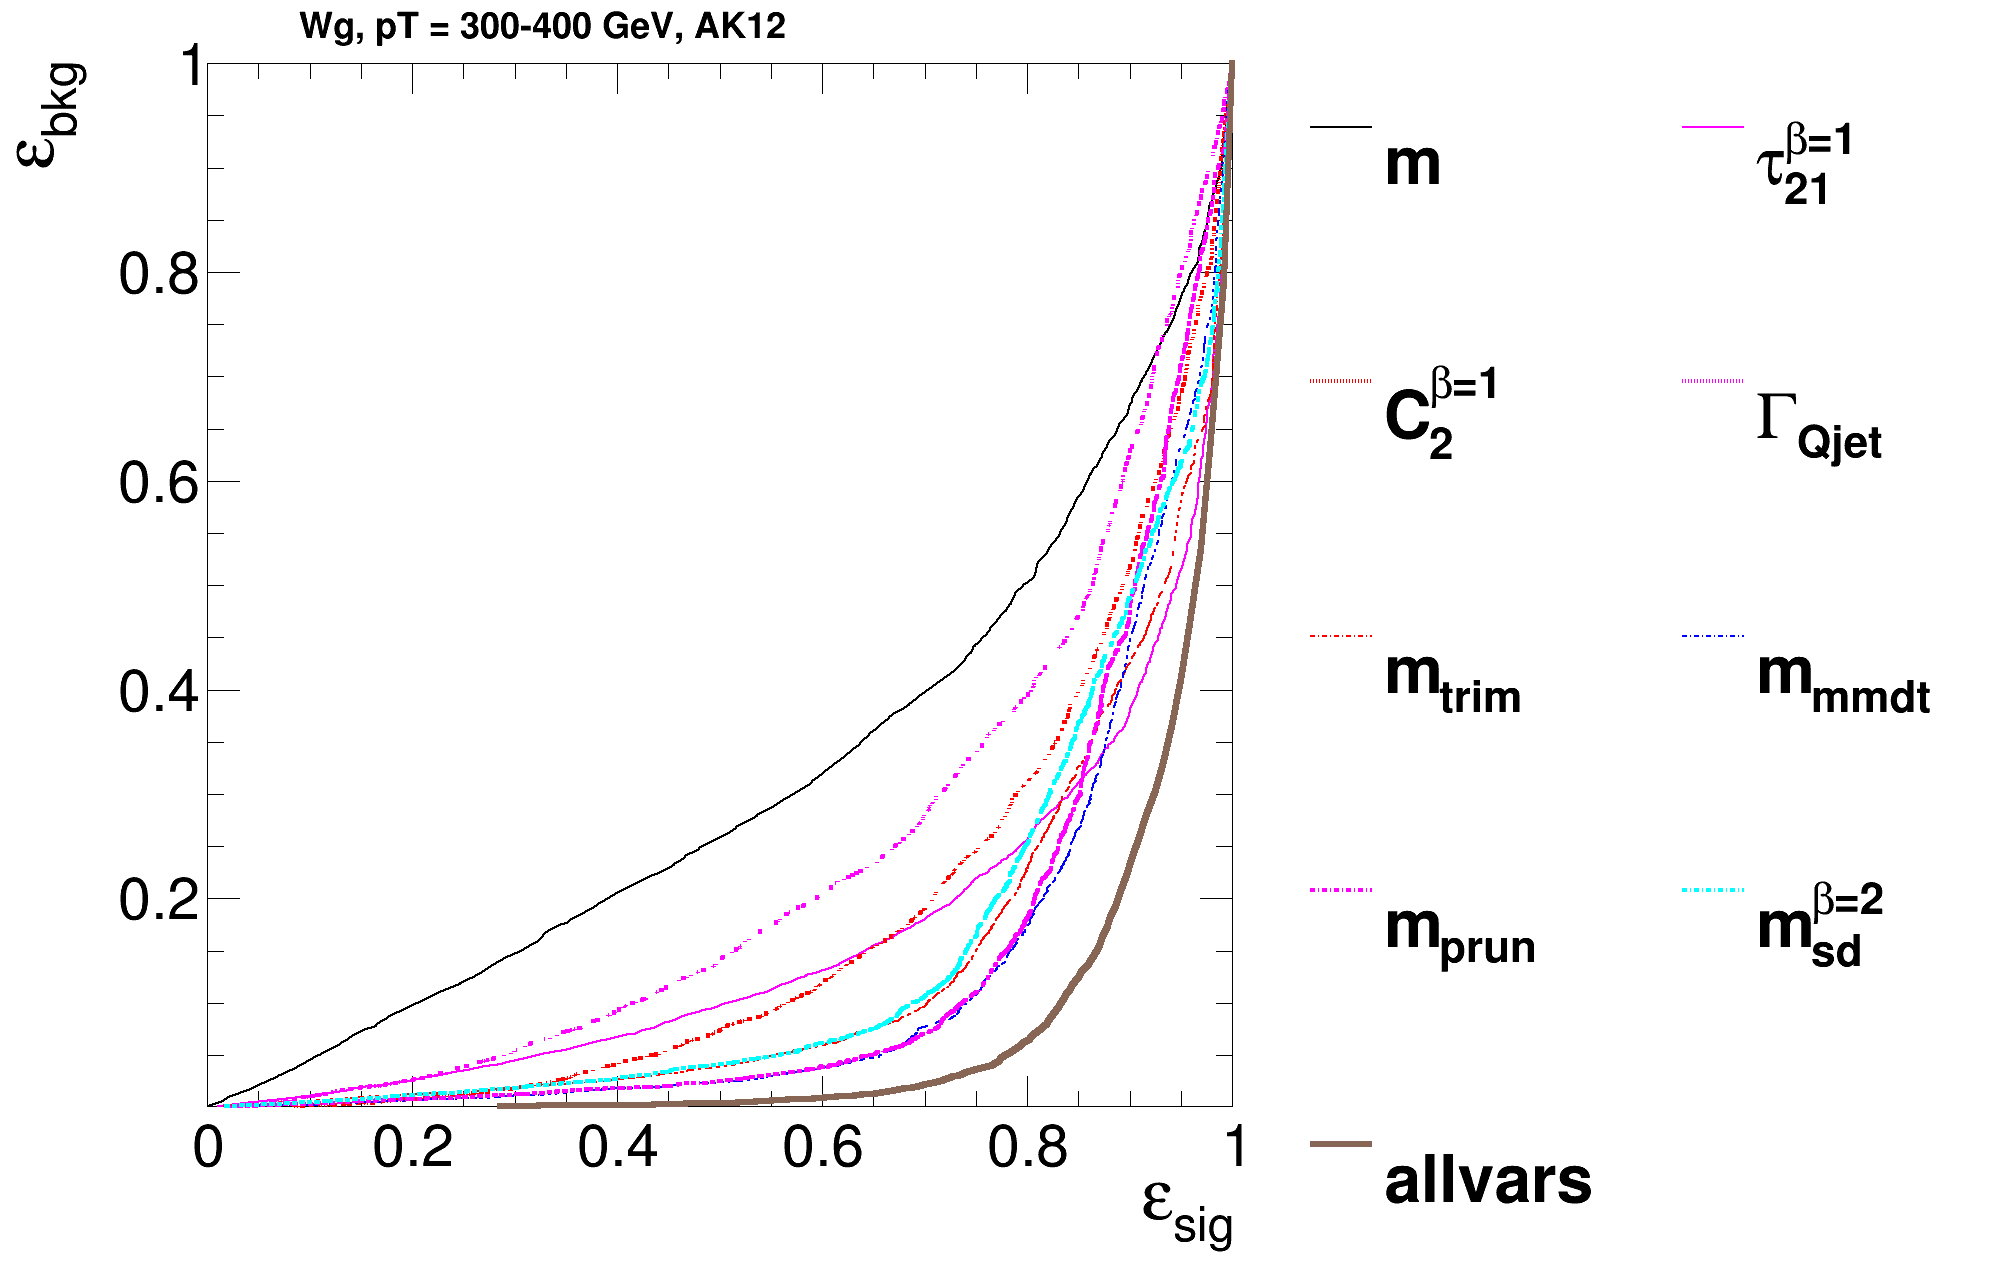 Wg, pT = 300-400 GeV, AK12
ε_bkg
1
0.8
0.6
0.4
0.2
0 0.2 0.4 0.6 0.8 1
ε_sig
m
τ_21^β=1
C_2^β=1
Γ_Qjet
m_trim
m_mmdt
m_prun
m_sd^β=2
allvars